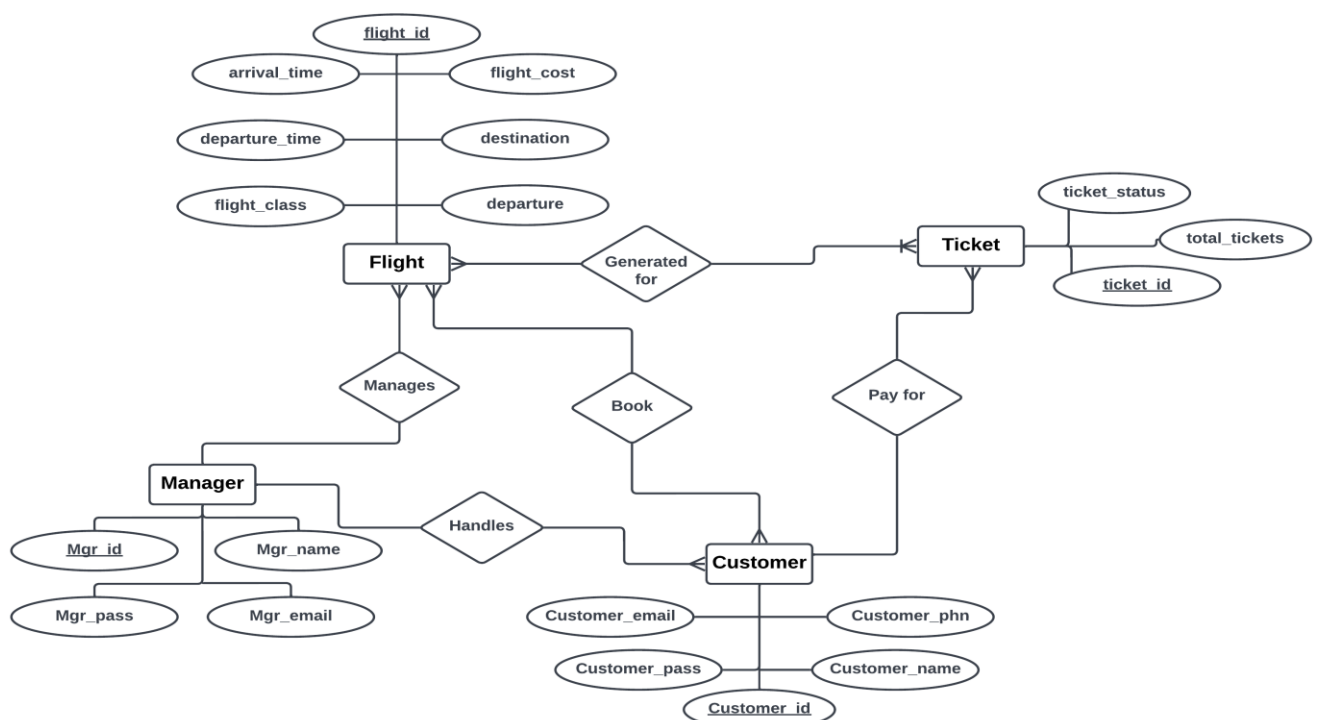 flight_id
arrival_time
flight_cost
departure_time
destination
flight_class
departure
ticket_status
total_tickets
ticket_id
Flight
Generated
for
Ticket
Manages
Book
Pay for
Manager
Handles
Customer
Mgr_id
Mgr_name
Mgr_pass
Mgr_email
Customer_email
Customer_phn
Customer_pass
Customer_name
Customer_id